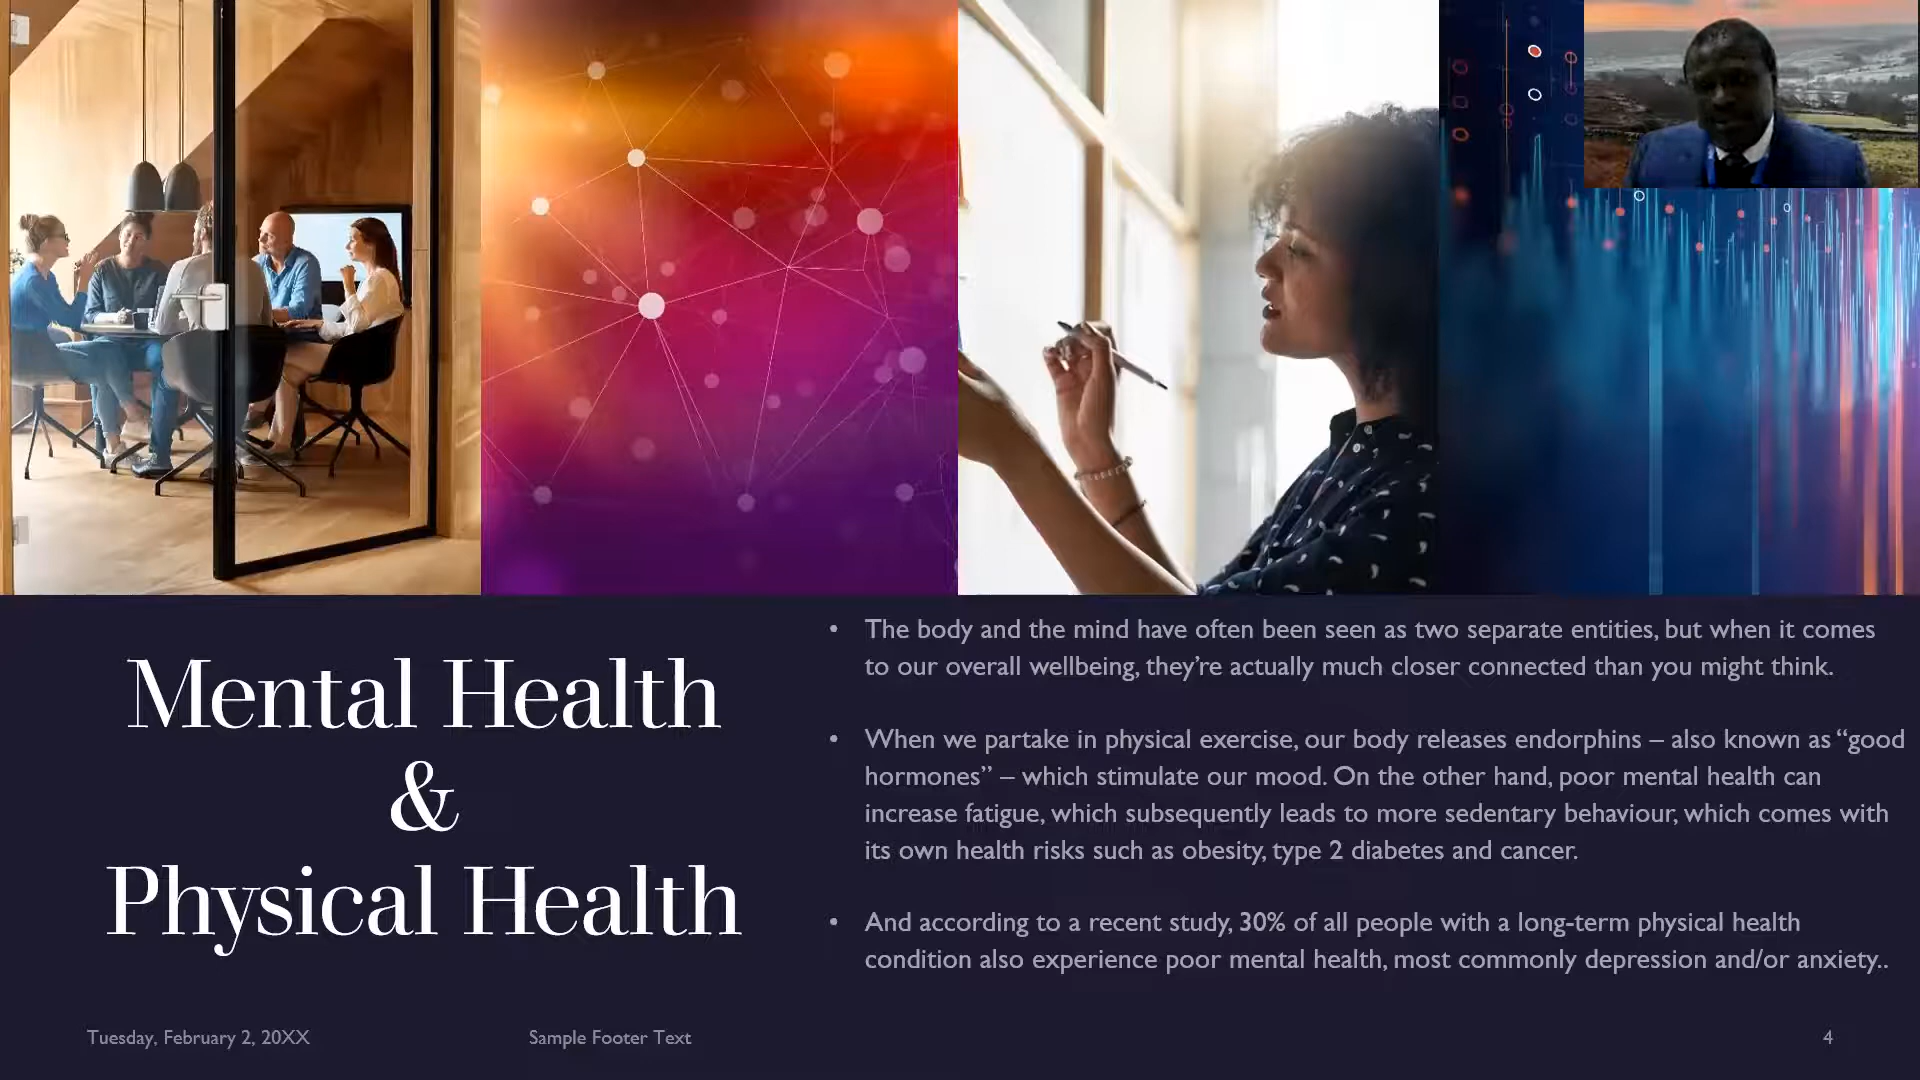 Mental Health
&
Physical Health
• The body and the mind have often been seen as two separate entities, but when it comes
to our overall wellbeing, they’re actually much closer connected than you might think.
• When we partake in physical exercise, our body releases endorphins – also known as “good
hormones” – which stimulate our mood. On the other hand, poor mental health can
increase fatigue, which subsequently leads to more sedentary behaviour, which comes with
its own health risks such as obesity, type 2 diabetes and cancer.
• And according to a recent study, 30% of all people with a long-term physical health
condition also experience poor mental health, most commonly depression and/or anxiety..
Tuesday, February 2, 20XX
Sample Footer Text
4